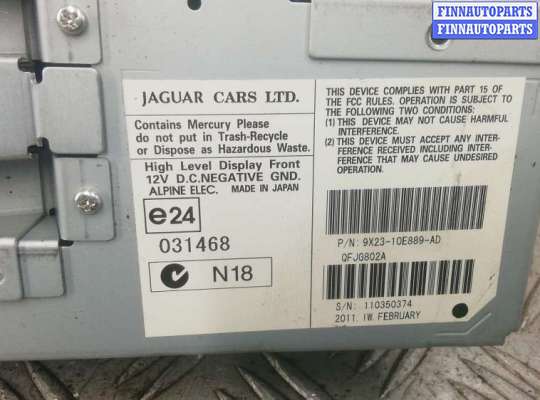 FINNAUTOPARTS
FINNAUTOPARTS
JAGUAR CARS LTD.
Contains Mercury Please
do not put in Trash-Recycle
or Dispose as Hazardous Waste.
High Level Display Front
12V D.C.NEGATIVE GND.
ALPINE ELEC. MADE IN JAPAN
e24
031468
N18
THIS DEVICE COMPLIES WITH PART 15 OF
THE FCC RULES. OPERATION IS SUBJECT TO
THE FOLLOWING TWO CONDITIONS:
(1) THIS DEVICE MAY NOT CAUSE HARMFUL
INTERFERENCE.
(2) THIS DEVICE MUST ACCEPT ANY INTER-
FERENCE RECEIVED INCLUDING INTER-
FERENCE THAT MAY CAUSE UNDESIRED
OPERATION.
P/N: 9X23-10E889-AD
QFJG802A
S/N: 110350374
2011. IW. FEBRUARY